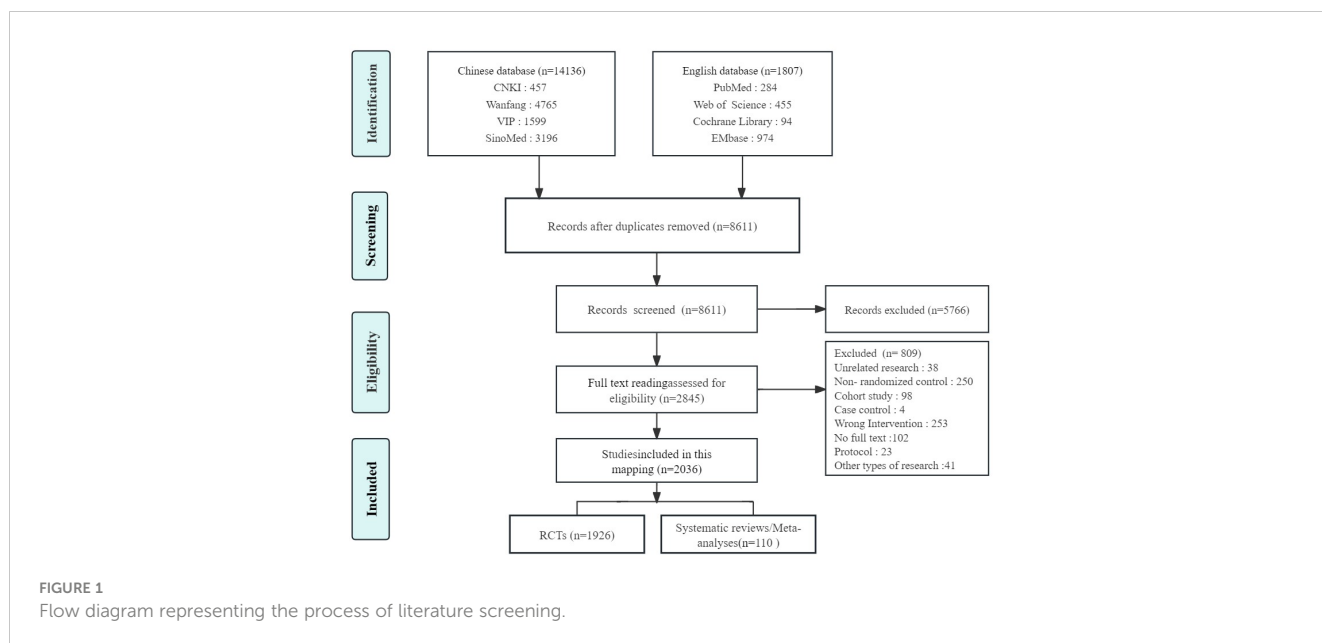 Identification
Chinese database (n=14136)
CNKI : 457
Wanfang : 4765
VIP : 1599
SinoMed : 3196
English database (n=1807)
PubMed : 284
Web of Science : 455
Cochrane Library : 94
EMbase : 974
Screening
Records after duplicates removed (n=8611)
Records screened (n=8611)
Records excluded (n=5766)
Eligibility
Full text readingassessed for
eligibility (n=2845)
Excluded (n= 809)
Unrelated research : 38
Non- randomized control : 250
Cohort study : 98
Case control : 4
Wrong Intervention : 253
No full text :102
Protocol : 23
Other types of research :41
Included
Studiesincluded in this
mapping (n=2036)
RCTs (n=1926)
Systematic reviews/Meta-
analyses(n=110 )
FIGURE 1
Flow diagram representing the process of literature screening.